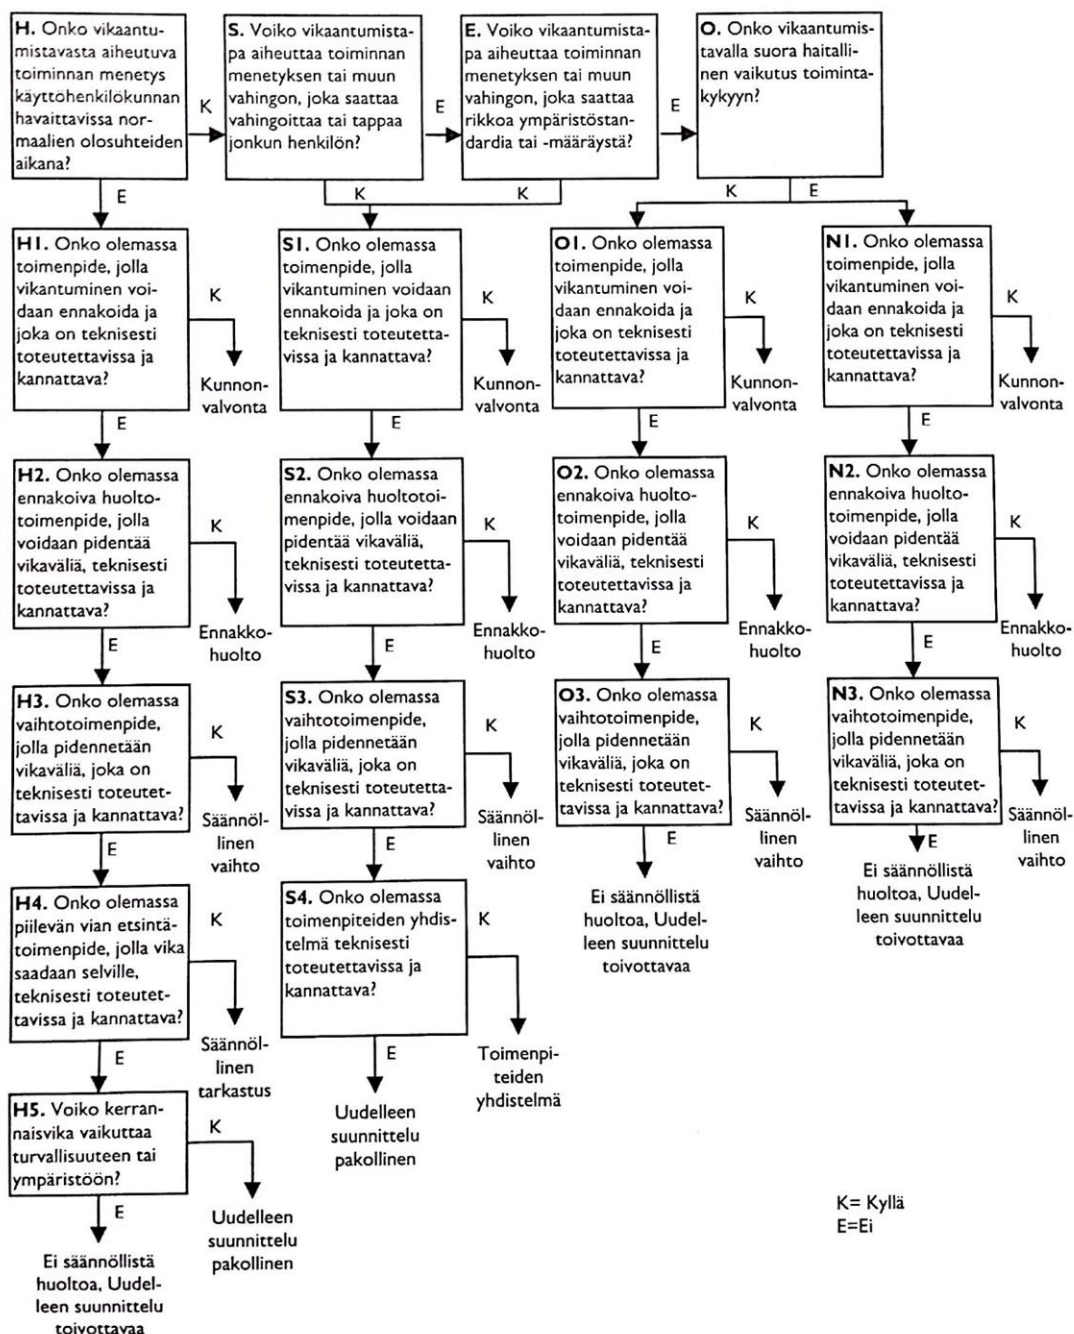 H. Onko vikaantu-
mistavasta aiheutuva
toiminnan menetys
käyttöhenkilökunnan
havaittavissa nor-
maalien olosuhteiden
aikana?
K
S. Voiko vikaantumista-
pa aiheuttaa toiminnan
menetyksen tai muun
vahingon, joka saattaa
vahingoittaa tai tappaa
jonkun henkilön?
E
E. Voiko vikaantumista-
pa aiheuttaa toiminnan
menetyksen tai muun
vahingon, joka saattaa
rikkoa ympäristöstan-
dardia tai -määräystä?
E
O. Onko vikaantumis-
tavalla suora haitalli-
nen vaikutus toiminta-
kykyyn?
E
K
K
K
E
H1. Onko olemassa
toimenpide, jolla
vikantuminen voi-
daan ennakoida ja
joka on teknisesti
toteutettavissa ja
kannattava?
K
Kunnon-
valvonta
S1. Onko olemassa
toimenpide, jolla
vikantuminen voidaan
ennakoida ja joka on
teknisesti toteutetta-
vissa ja kannattava?
K
Kunnon-
valvonta
O1. Onko olemassa
toimenpide, jolla
vikantuminen voi-
daan ennakoida ja
joka on teknisesti
toteutettavissa ja
kannattava?
K
Kunnon-
valvonta
N1. Onko olemassa
toimenpide, jolla
vikantuminen voi-
daan ennakoida ja
joka on teknisesti
toteutettavissa ja
kannattava?
K
Kunnon-
valvonta
E
E
E
E
H2. Onko olemassa
ennakoiva huolto-
toimenpide, jolla
voidaan pidentää
vikaväliä, teknisesti
toteutettavissa ja
kannattava?
K
Ennakko-
huolto
S2. Onko olemassa
ennakoiva huoltotoi-
menpide, jolla voidaan
pidentää vikaväliä,
teknisesti toteutetta-
vissa ja kannattava?
K
Ennakko-
huolto
O2. Onko olemassa
ennakoiva huolto-
toimenpide, jolla
voidaan pidentää
vikaväliä, teknisesti
toteutettavissa ja
kannattava?
K
Ennakko-
huolto
N2. Onko olemassa
ennakoiva huolto-
toimenpide, jolla
voidaan pidentää
vikaväliä, teknisesti
toteutettavissa ja
kannattava?
K
Ennakko-
huolto
E
E
E
E
H3. Onko olemassa
vaihtotoimenpide,
jolla pidennetään
vikaväliä, joka on
teknisesti toteutet-
tavissa ja kannattava?
K
Säännöl-
linen
vaihto
S3. Onko olemassa
vaihtotoimenpide,
jolla pidennetään
vikaväliä, joka on
teknisesti toteutetta-
vissa ja kannattava?
K
Säännöl-
linen
vaihto
O3. Onko olemassa
vaihtotoimenpide,
jolla pidennetään
vikaväliä, joka on
teknisesti toteutet-
tavissa ja kannattava?
K
Säännöl-
linen
vaihto
N3. Onko olemassa
vaihtotoimenpide,
jolla pidennetään
vikaväliä, joka on
teknisesti toteutet-
tavissa ja kannattava?
K
Säännöl-
linen
vaihto
E
E
E
E
H4. Onko olemassa
piilevän vian etsintä-
toimenpide, jolla vika
saadaan selville,
teknisesti toteutet-
tavissa ja kannattava?
K
Säännöl-
linen
tarkastus
S4. Onko olemassa
toimenpiteiden yhdis-
telmä teknisesti
toteutettavissa ja
kannattava?
K
Toimenpi-
teiden
yhdistelmä
Ei säännöllistä
huoltoa, Uudel-
leen suunnittelu
toivottavaa
Ei säännöllistä
huoltoa, Uudel-
leen suunnittelu
toivottavaa
E
E
Uudelleen
suunnittelu
pakollinen
H5. Voiko kerran-
naisvika vaikuttaa
turvallisuuteen tai
ympäristöön?
K
Uudelleen
suunnittelu
pakollinen
E
Ei säännöllistä
huoltoa, Uudel-
leen suunnittelu
toivottavaa
K= Kyllä
E=Ei